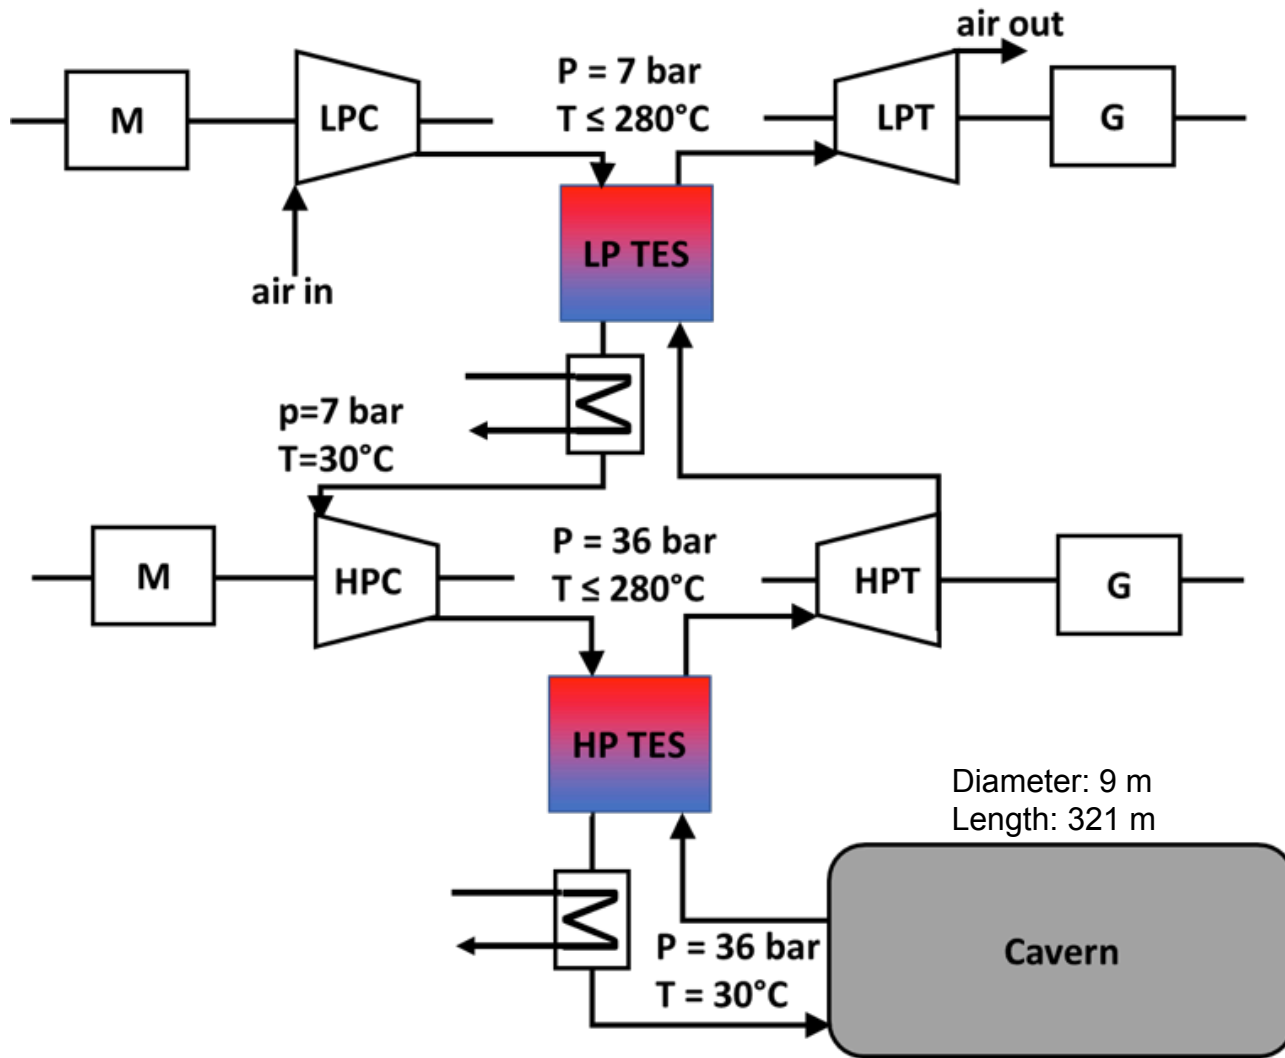 air out
P = 7 bar
T ≤ 280°C
M
LPC
LPT
G
LP TES
air in
p=7 bar
T=30°C
P = 36 bar
T ≤ 280°C
M
HPC
HPT
G
HP TES
Diameter: 9 m
Length: 321 m
P = 36 bar
T = 30°C
Cavern